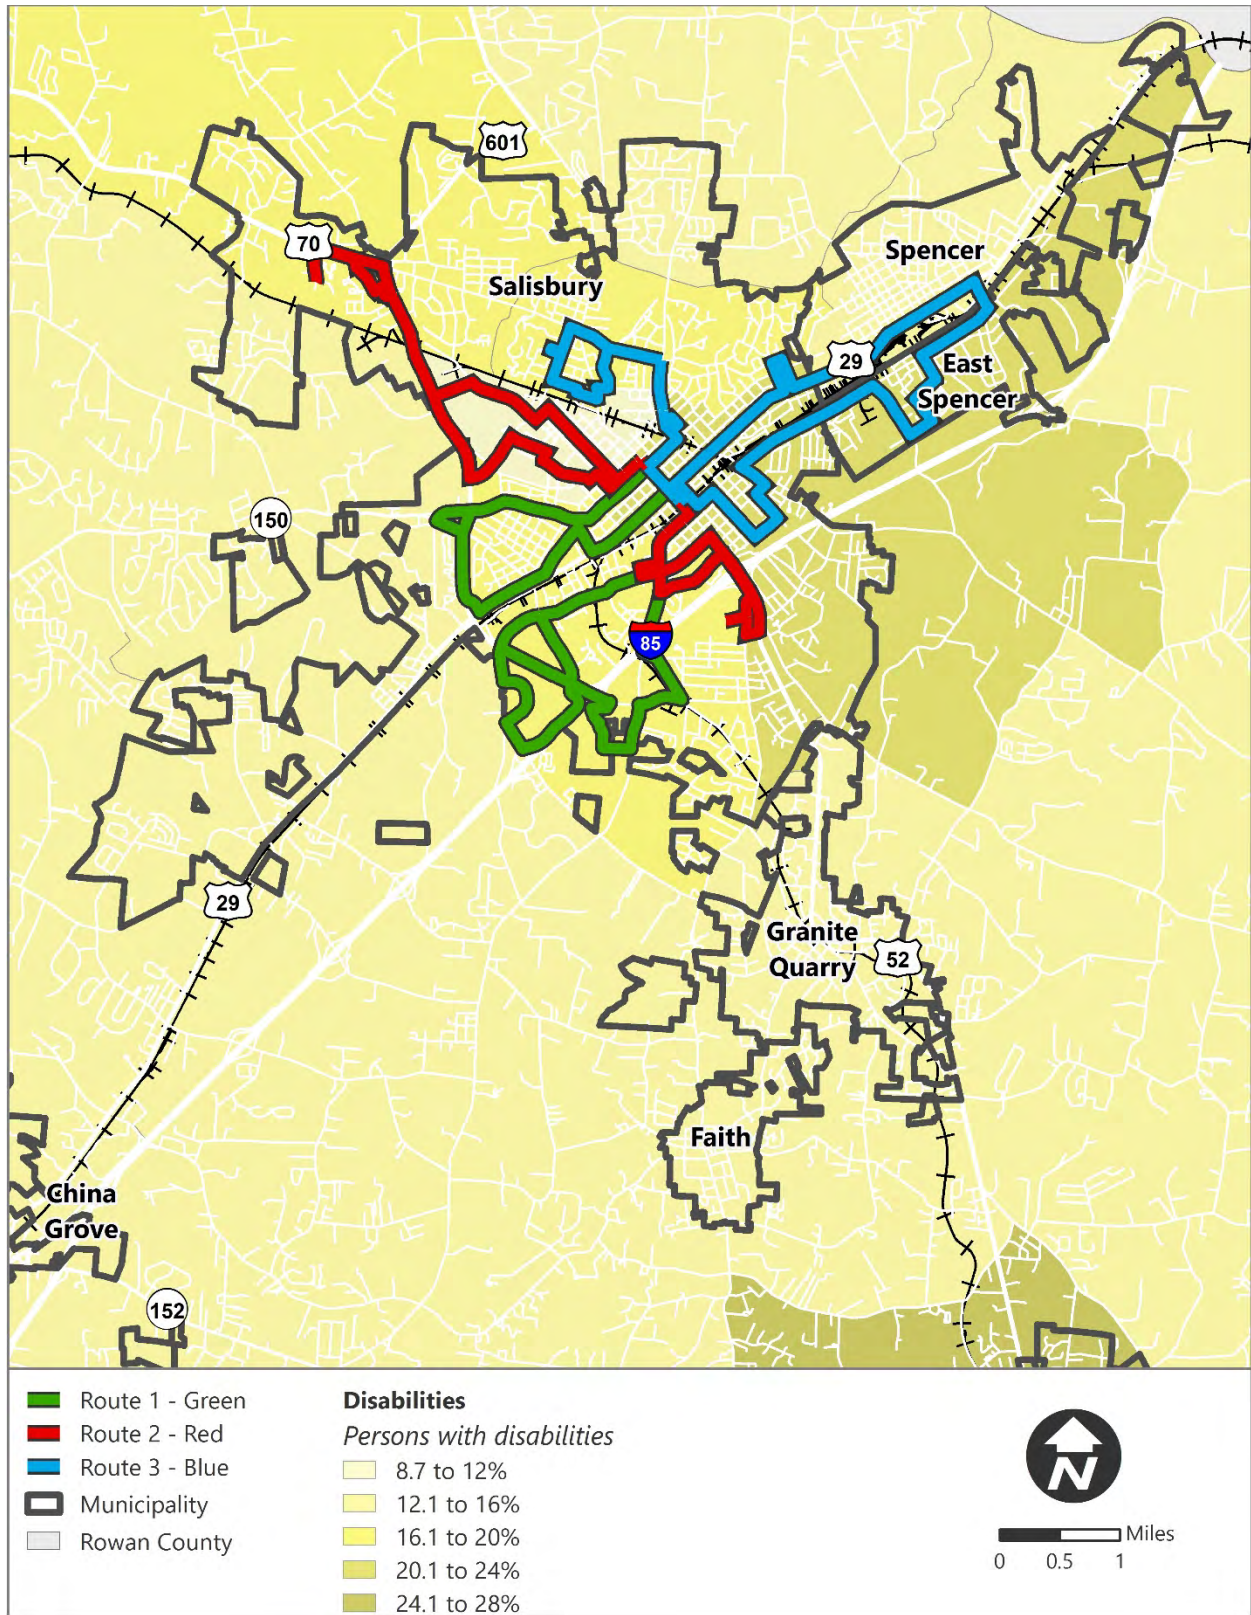 601
70
Spencer
Salisbury
29
East
Spencer
150
85
29
Granite
Quarry
52
Faith
China
Grove
152
Route 1 - Green
Route 2 - Red
Route 3 - Blue
Municipality
Rowan County
Disabilities
Persons with disabilities
8.7 to 12%
12.1 to 16%
16.1 to 20%
20.1 to 24%
24.1 to 28%
N
Miles
0 0.5 1